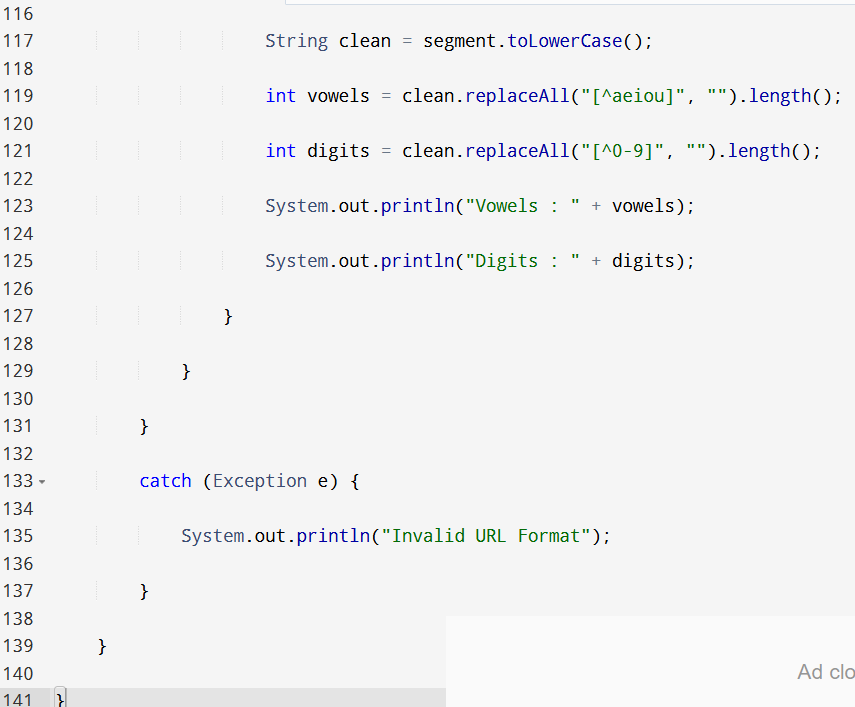 116
117 String clean = segment.toLowerCase();
118
119 int vowels = clean.replaceAll("[^aeiou]", "").length();
120
121 int digits = clean.replaceAll("[^0-9]", "").length();
122
123 System.out.println("Vowels : " + vowels);
124
125 System.out.println("Digits : " + digits);
126
127 }
128
129 }
130
131 }
132
133 catch (Exception e) {
134
135 System.out.println("Invalid URL Format");
136
137 }
138
139 }
140
Ad clo
141 }